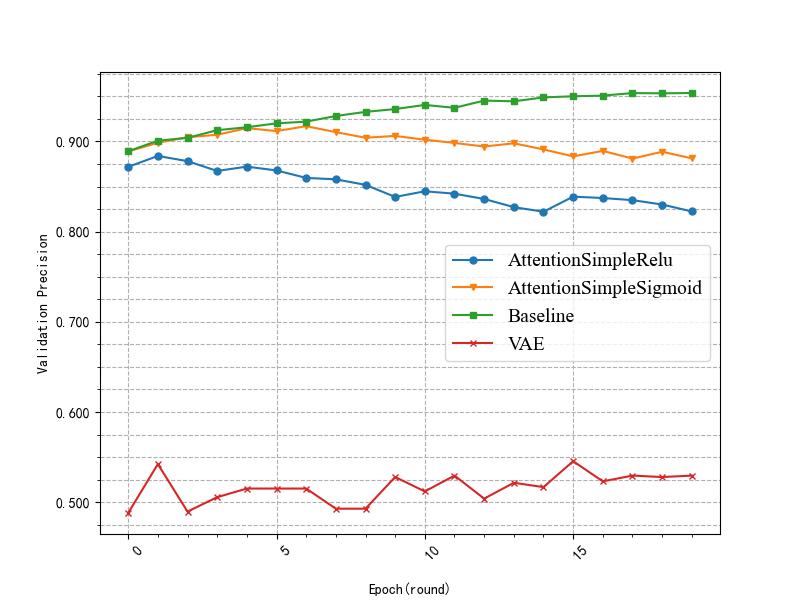 0.900
0.800
0.700
0.600
0.500
Validation Precision
AttentionSimpleRelu
AttentionSimpleSigmoid
Baseline
VAE
0
5
10
15
Epoch(round)